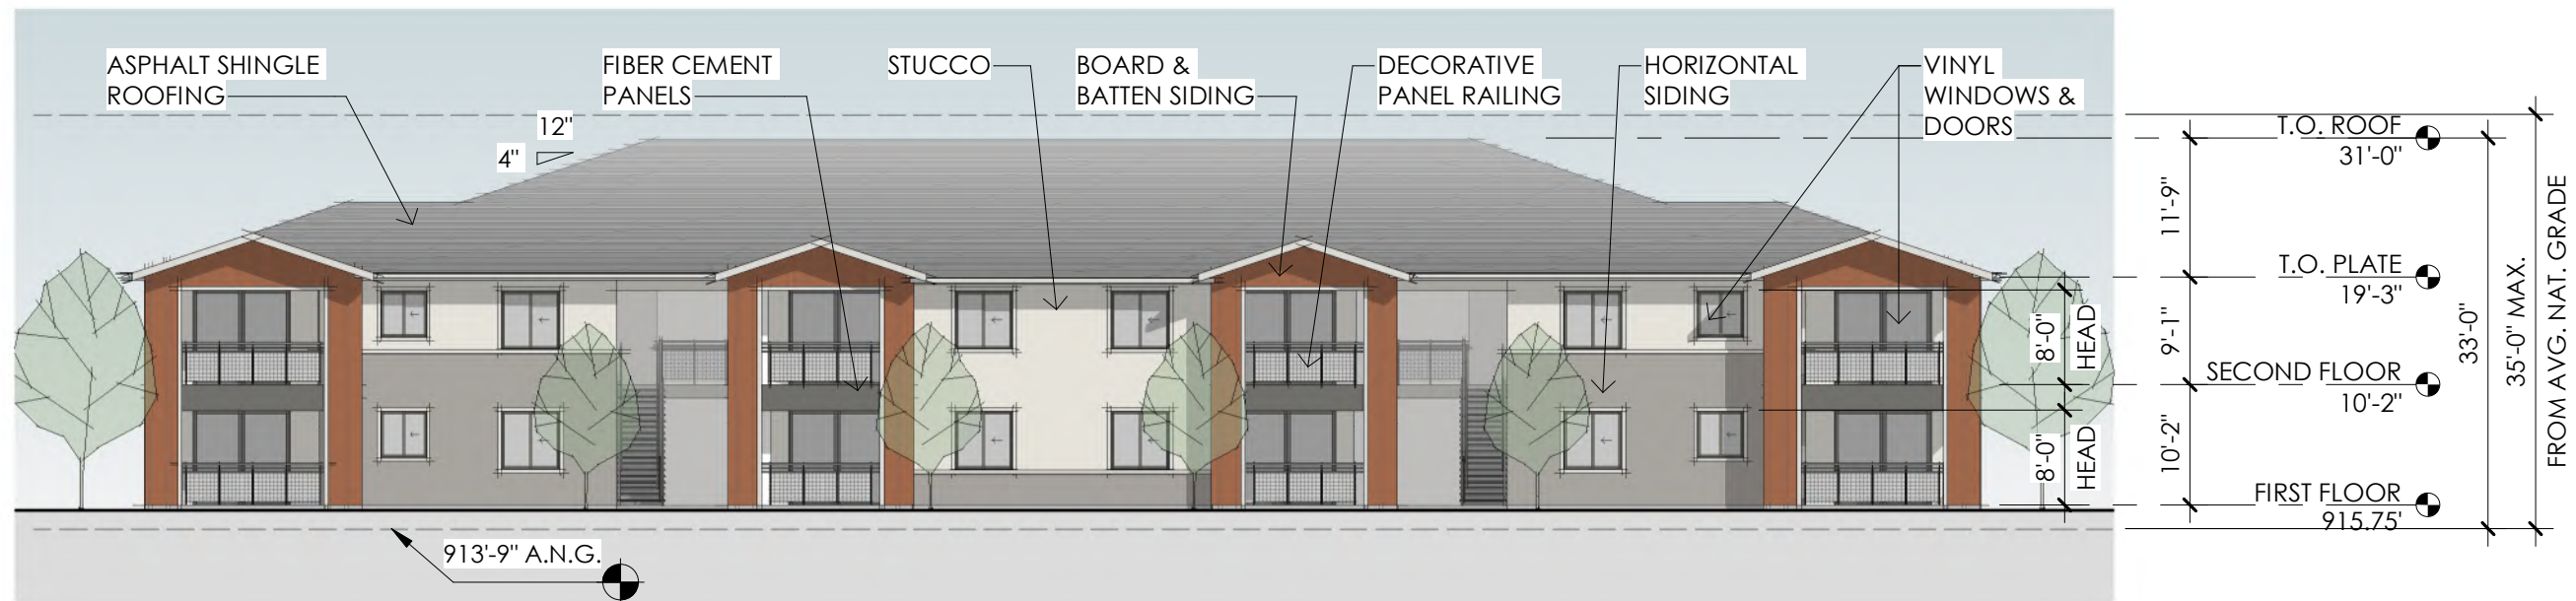 ASPHALT SHINGLE
ROOFING
FIBER CEMENT
PANELS
STUCCO
BOARD &
BATTEN SIDING
DECORATIVE
PANEL RAILING
HORIZONTAL
SIDING
VINYL
WINDOWS &
DOORS
12"
4"
T.O. ROOF
31'-0"
11'-9"
T.O. PLATE
19'-3"
9'-1"
8'-0"
HEAD
SECOND FLOOR
10'-2"
10'-2"
8'-0"
HEAD
FIRST FLOOR
915.75'
33'-0"
35'-0" MAX.
FROM AVG. NAT. GRADE
913'-9" A.N.G.